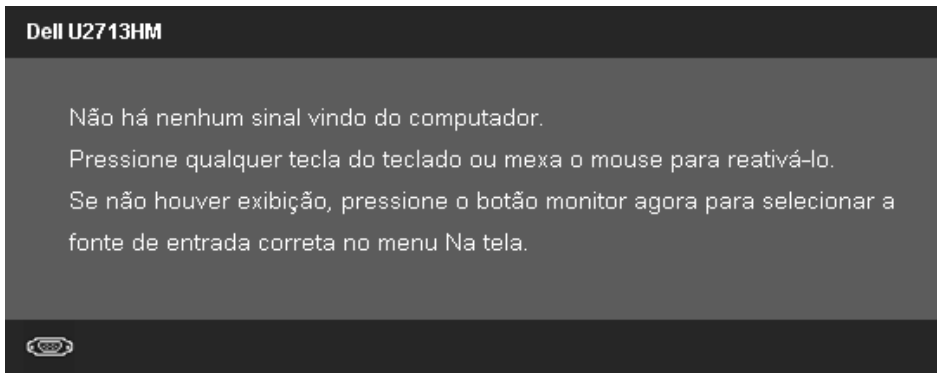 Dell U2713HM
Não há nenhum sinal vindo do computador.
Pressione qualquer tecla do teclado ou mexa o mouse para reativá-lo.
Se não houver exibição, pressione o botão monitor agora para selecionar a
fonte de entrada correta no menu Na tela.